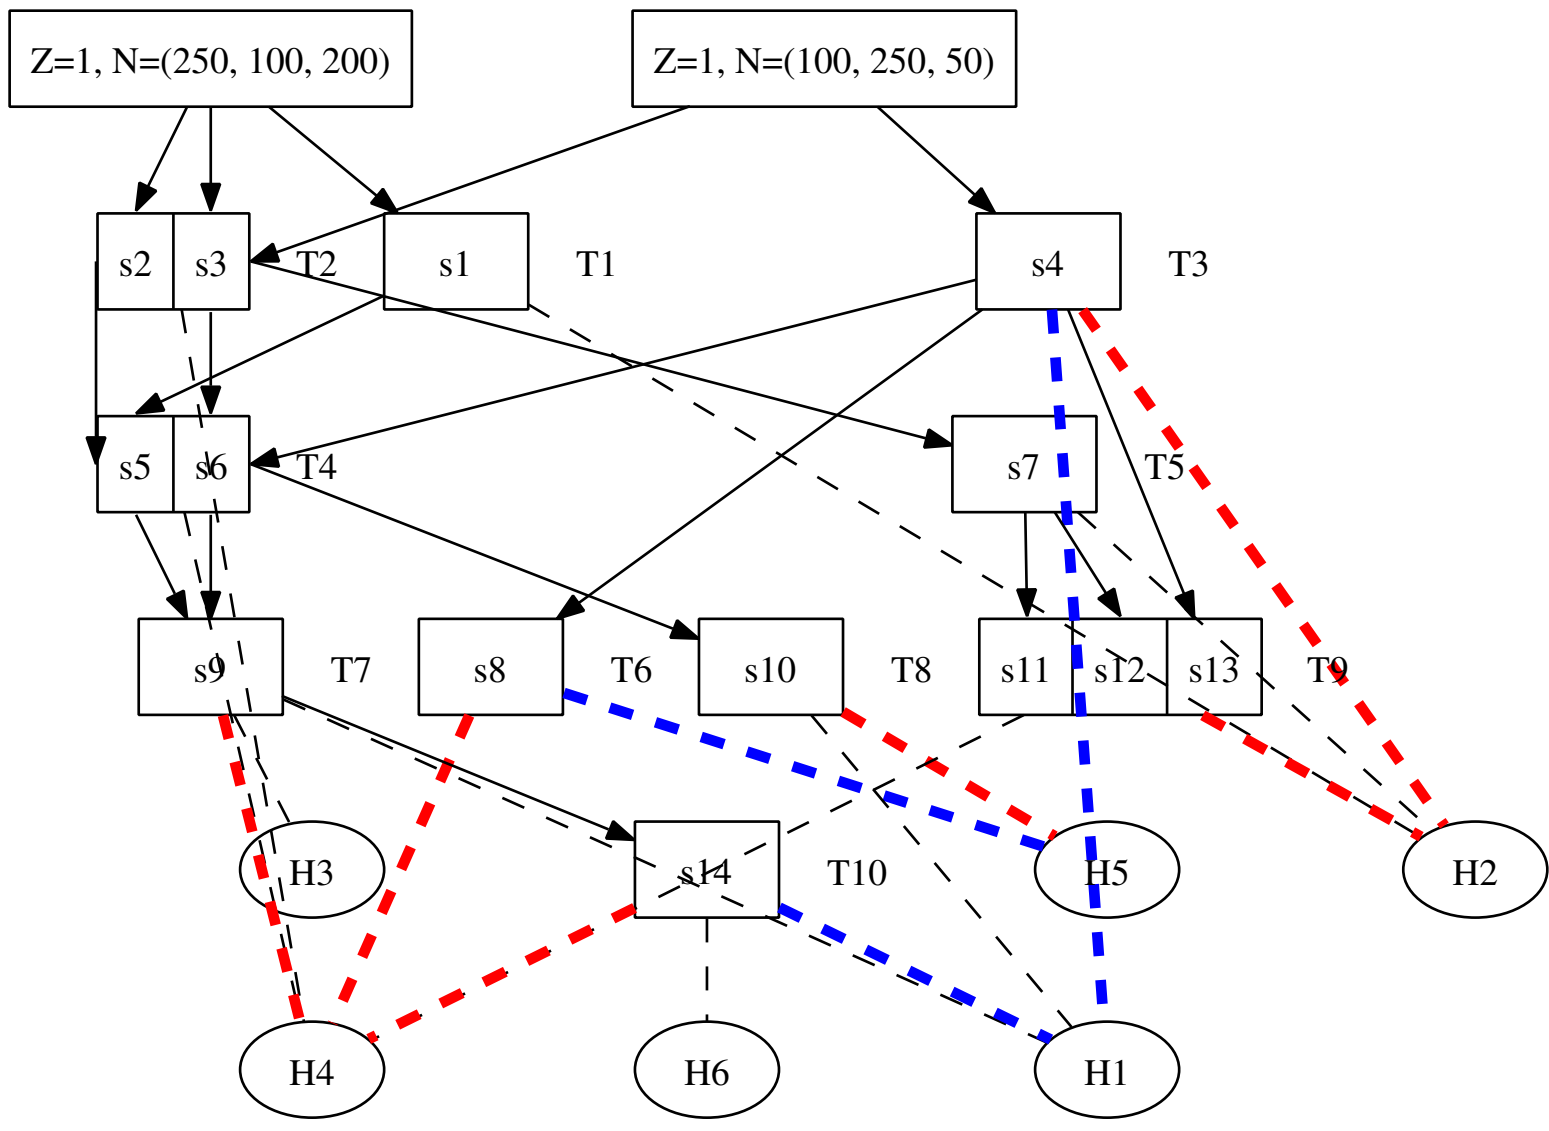 Z=1, N=(250, 100, 200)
Z=1, N=(100, 250, 50)
s2
s3
T2
s1
T1
s4
T3
s5
s6
T4
s7
T5
s9
T7
s8
T6
s10
T8
s11
s12
s13
T9
H3
s14
T10
H5
H2
H4
H6
H1